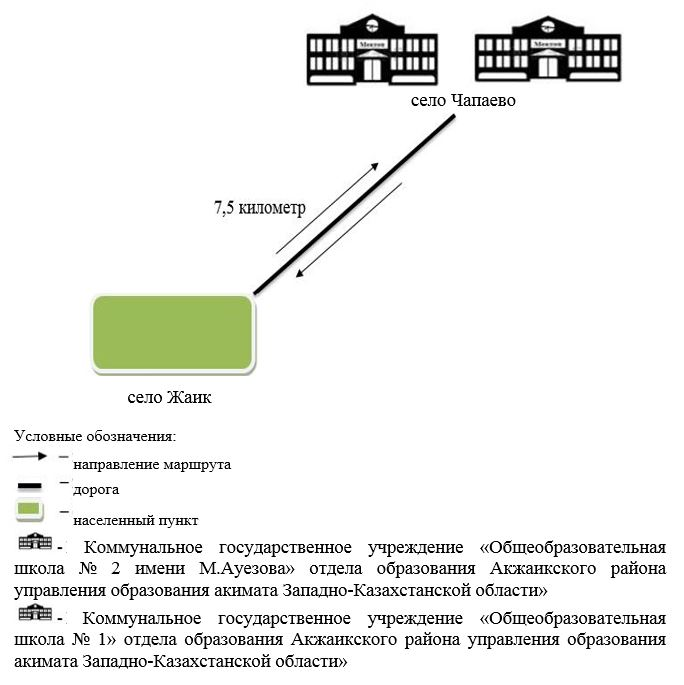 Мектеп Мектеп
село Чапаево
7,5 километр
село Жаик
Условные обозначения:
– направление маршрута
– дорога
– населенный пункт
- Коммунальное государственное учреждение «Общеобразовательная
школа № 2 имени М.Ауезова» отдела образования Акжаикского района
управления образования акимата Западно-Казахстанской области»
- Коммунальное государственное учреждение «Общеобразовательная
школа № 1» отдела образования Акжаикского района управления образования
акимата Западно-Казахстанской области»